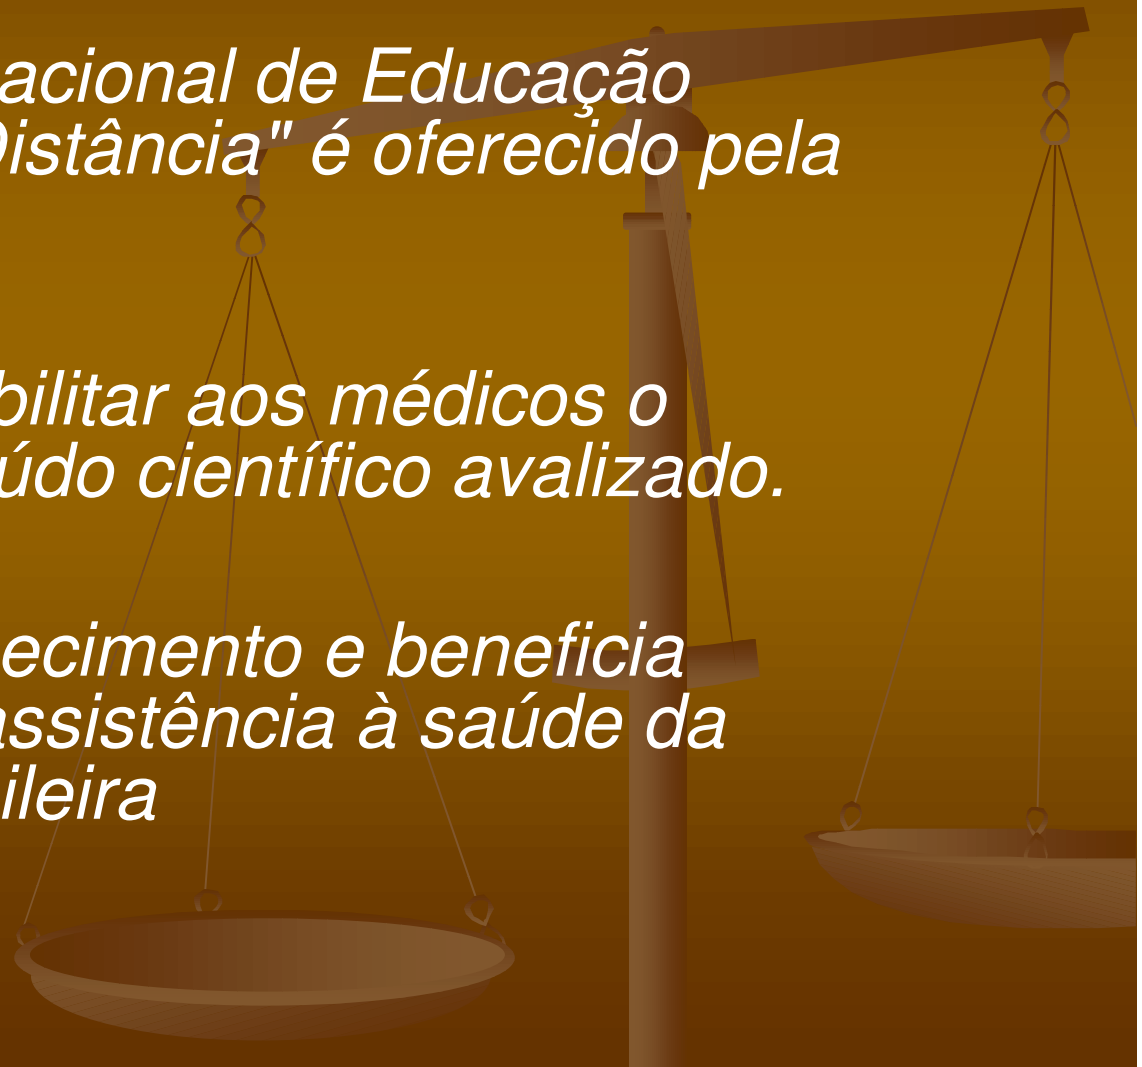 acional de Educação
Distância" é oferecido pela
bilitar aos médicos o
údo científico avalizado.
ecimento e beneficia
assistência à saúde da
ileira